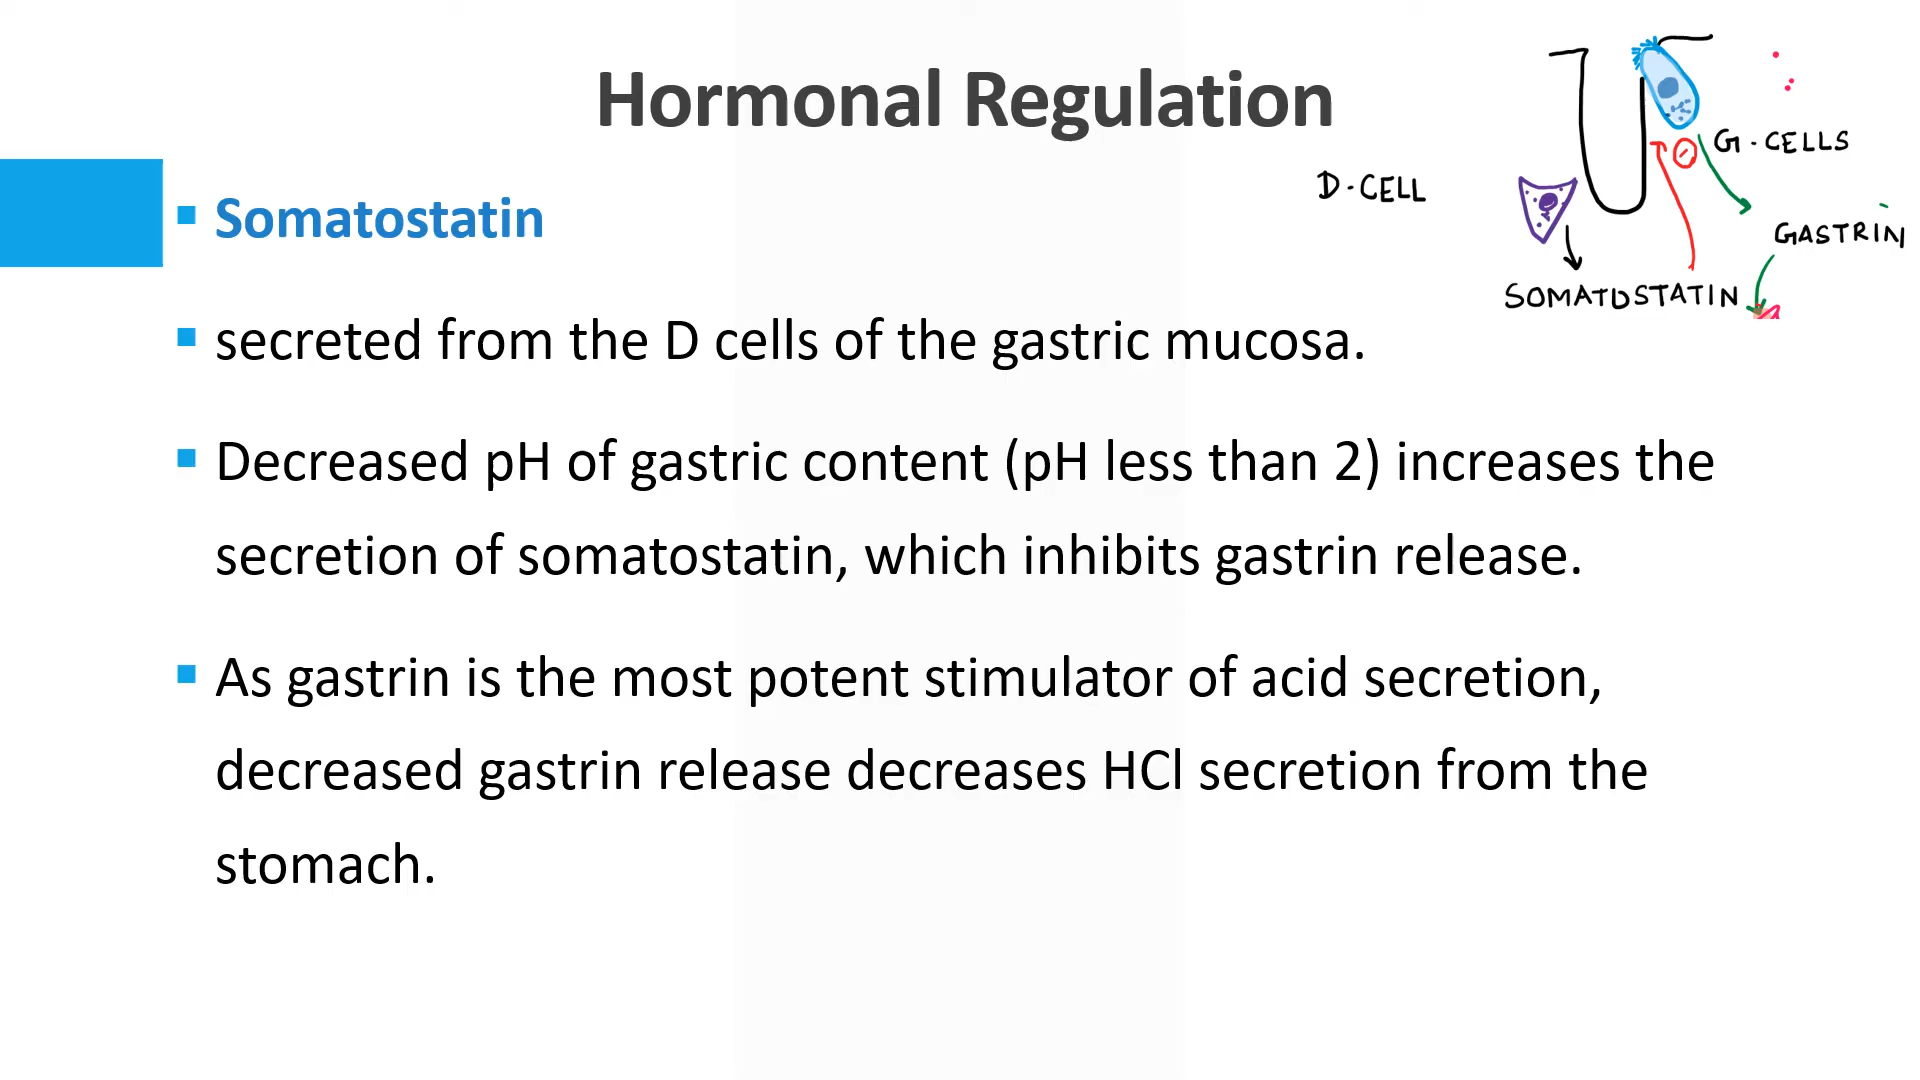 Hormonal Regulation
G-CELLS
D-CELL
GASTRIN
SOMATOSTATIN
Somatostatin
secreted from the D cells of the gastric mucosa.
Decreased pH of gastric content (pH less than 2) increases the
secretion of somatostatin, which inhibits gastrin release.
As gastrin is the most potent stimulator of acid secretion,
decreased gastrin release decreases HCl secretion from the
stomach.